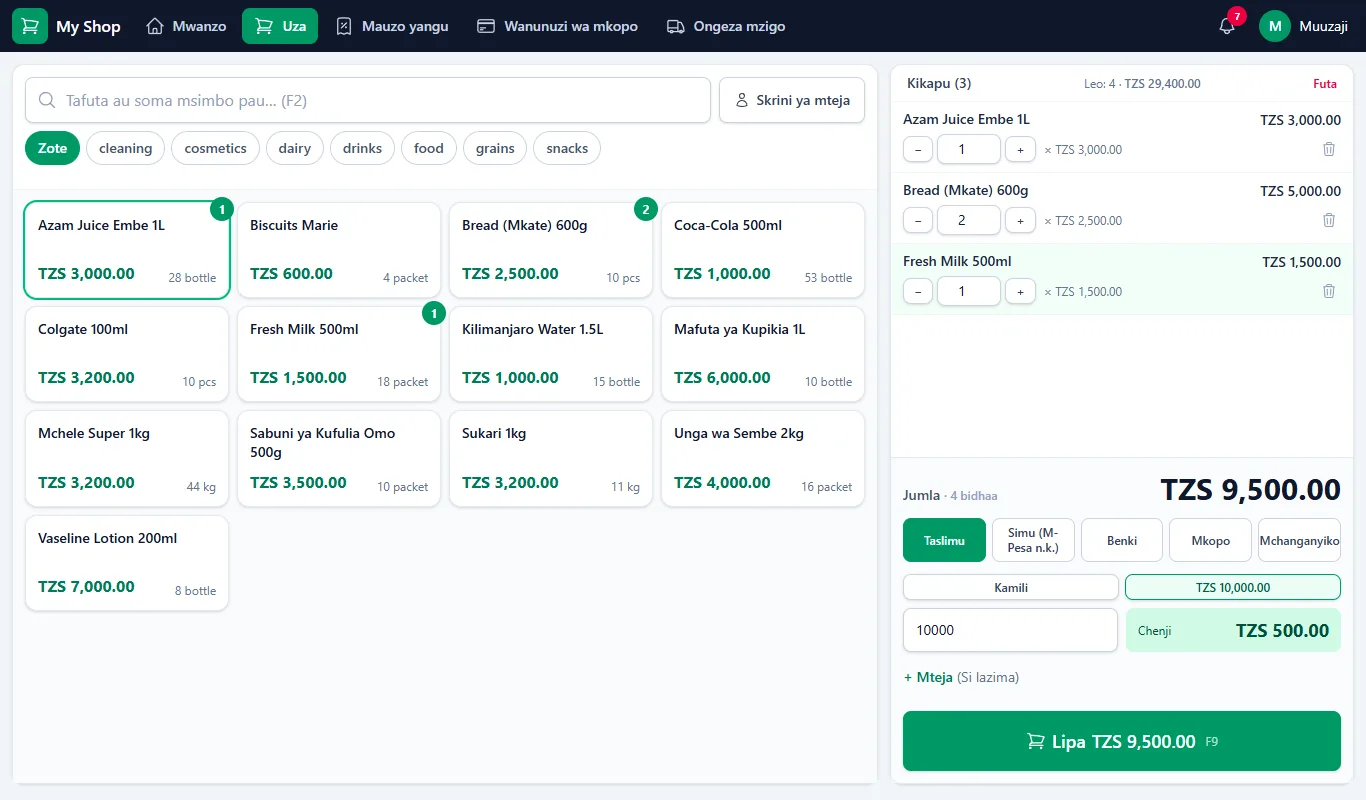 My Shop
Mwanzo
Uza
Mauzo yangu
Wanunuzi wa mkopo
Ongeza mzigo
7
M
Muuzaji
Tafuta au soma msimbo pau... (F2)
Skrini ya mteja
Zote
cleaning
cosmetics
dairy
drinks
food
grains
snacks
1
Azam Juice Embe 1L
TZS 3,000.00
28 bottle
Biscuits Marie
TZS 600.00
4 packet
2
Bread (Mkate) 600g
TZS 2,500.00
10 pcs
Coca-Cola 500ml
TZS 1,000.00
53 bottle
Colgate 100ml
TZS 3,200.00
10 pcs
1
Fresh Milk 500ml
TZS 1,500.00
18 packet
Kilimanjaro Water 1.5L
TZS 1,000.00
15 bottle
Mafuta ya Kupikia 1L
TZS 6,000.00
10 bottle
Mchele Super 1kg
TZS 3,200.00
44 kg
Sabuni ya Kufulia Omo
500g
TZS 3,500.00
10 packet
Sukari 1kg
TZS 3,200.00
11 kg
Unga wa Sembe 2kg
TZS 4,000.00
16 packet
Vaseline Lotion 200ml
TZS 7,000.00
8 bottle
Kikapu (3)
Leo: 4 · TZS 29,400.00
Futa
Azam Juice Embe 1L
TZS 3,000.00
− 1 + × TZS 3,000.00
Bread (Mkate) 600g
TZS 5,000.00
− 2 + × TZS 2,500.00
Fresh Milk 500ml
TZS 1,500.00
− 1 + × TZS 1,500.00
Jumla · 4 bidhaa
TZS 9,500.00
Taslimu
Simu (M-
Pesa n.k.)
Benki
Mkopo
Mchanganyiko
Kamili
TZS 10,000.00
10000
Chenji
TZS 500.00
+ Mteja (Si lazima)
Lipa TZS 9,500.00 F9